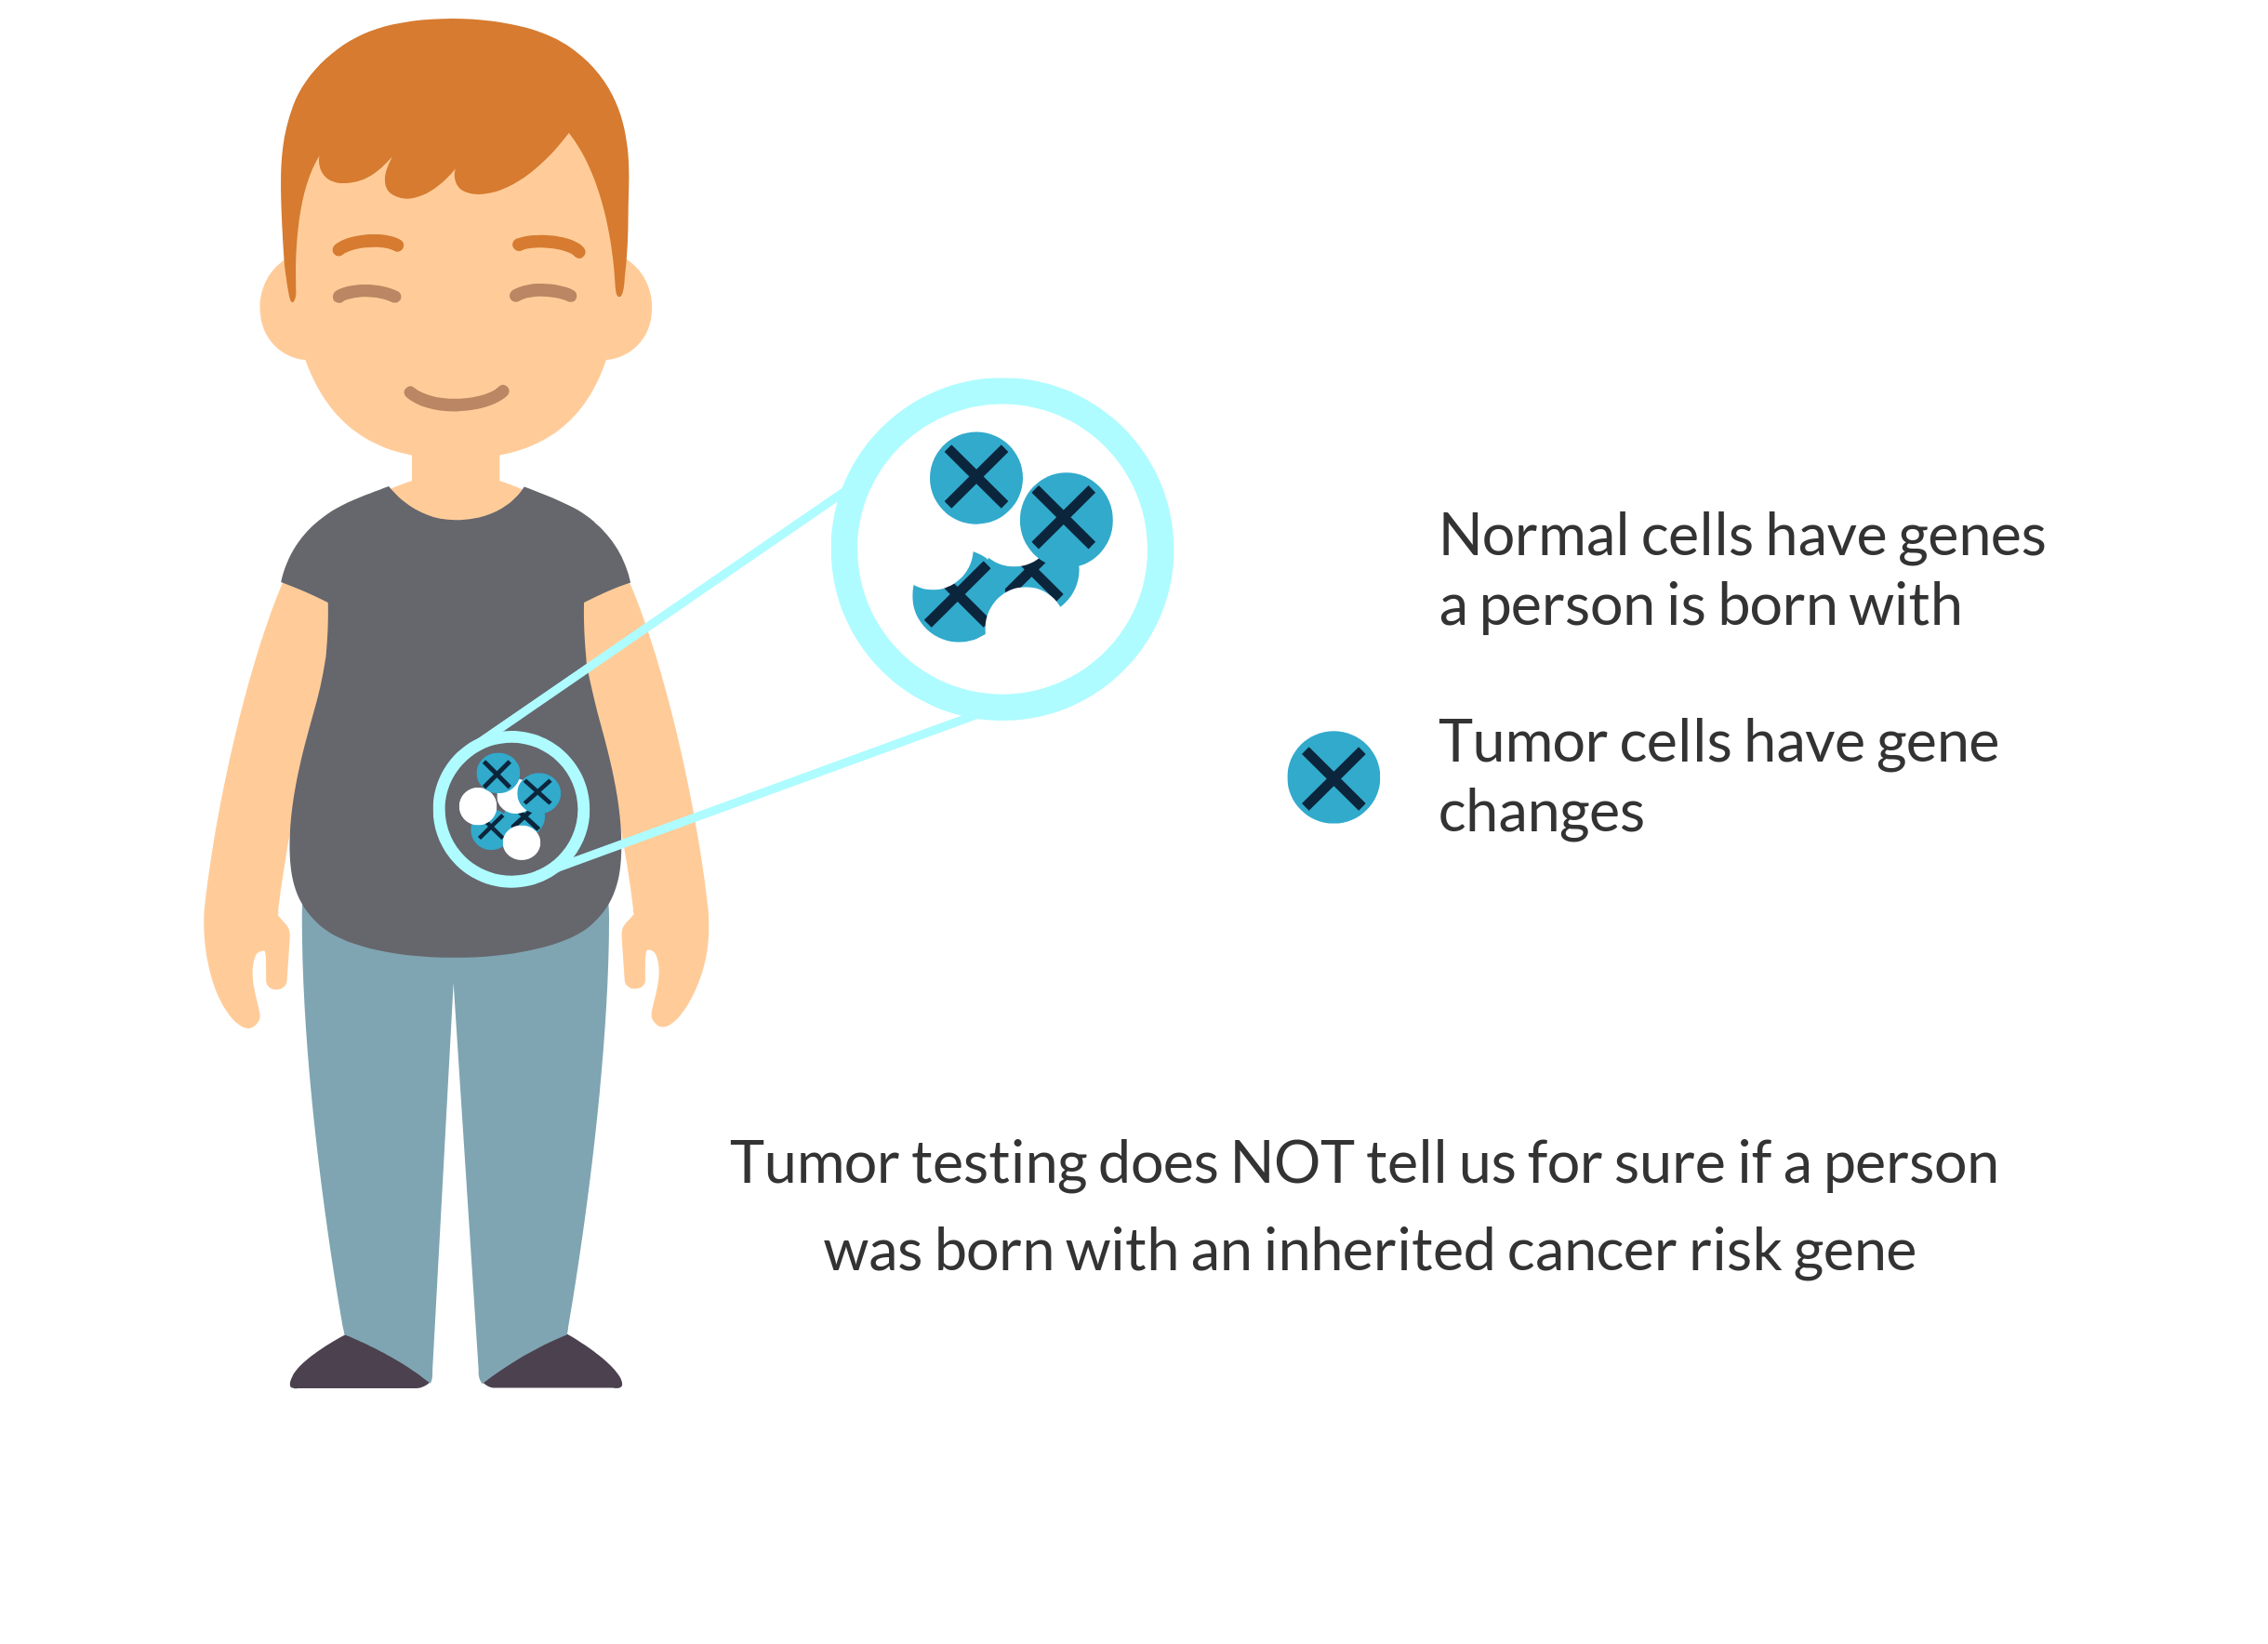 Normal cells have genes
a person is born with
Tumor cells have gene
changes
Tumor testing does NOT tell us for sure if a person
was born with an inherited cancer risk gene